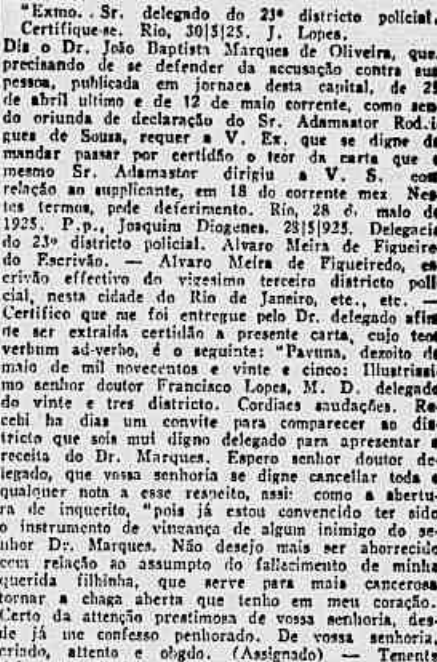 "Exmo. . Sr. delegado do 23º districto policial.
Certifique-se. Rio, 30|5|25. J. Lopes.
Diz o Dr. João Baptista Marques de Oliveira, que,
precisando de se defender da accusação contra sua
pessoa, publicada em jornaes desta capital, de 25
de abril ultimo e de 12 de maio corrente, como sen
do oriunda de declaração do Sr. Adamastor Rod.i
gues de Sousa, requer a V. Ex. que se digne de
mandar passar por certidão o teor da carta que o
mesmo Sr. Adamastor dirigiu a V. S. com
relação ao supplicante, em 18 do corrente mez Nes
tes termos, pede deferimento. Rio, 28 d. maio de
1925. P.p., Joaquim Diogenes. 28|5|925. Delegacia
do 23º districto policial. Alvaro Meira de Figueire
do Escrivão. — Alvaro Meira de Figueiredo, es
crivão effectivo do vigesimo terceiro districto poli
cial, nesta cidade do Rio de Janeiro, etc., etc. —
Certifico que me foi entregue pelo Dr. delegado afim
de ser extraida certidão a presente carta, cujo teor
verbum ad-verbo, é o seguinte: "Pavuna, dezoito de
maio de mil novecentos e vinte e cinco: Illustrissi
mo senhor doutor Francisco Lopes, M. D. delegado
do vinte e tres districto. Cordiaes saudações. Re
cebi ha dias um convite para comparecer ao dis
tricto que sois mui digno delegado para apresentar a
receita do Dr. Marques. Espero senhor doutor de-
legado, que vossa senhoria se digne cancellar toda e
qualquer nota a esse respeito, assi: como a abertu-
ra de inquerito, "pois já estou convencido ter sido
o instrumento de vingança de algum inimigo do se-
nhor Dr. Marques. Não desejo mais ser aborrecido
com relação ao assumpto do fallecimento de minha
querida filhinha, que serve para mais cancerosa
tornar a chaga aberta que tenho em meu coração.
Certo da attenção prestimosa de vossa senhoria, des-
de já me confesso penhorado. De vossa senhoria,
criado, attento e obgdo. (Assignado) — Tenente